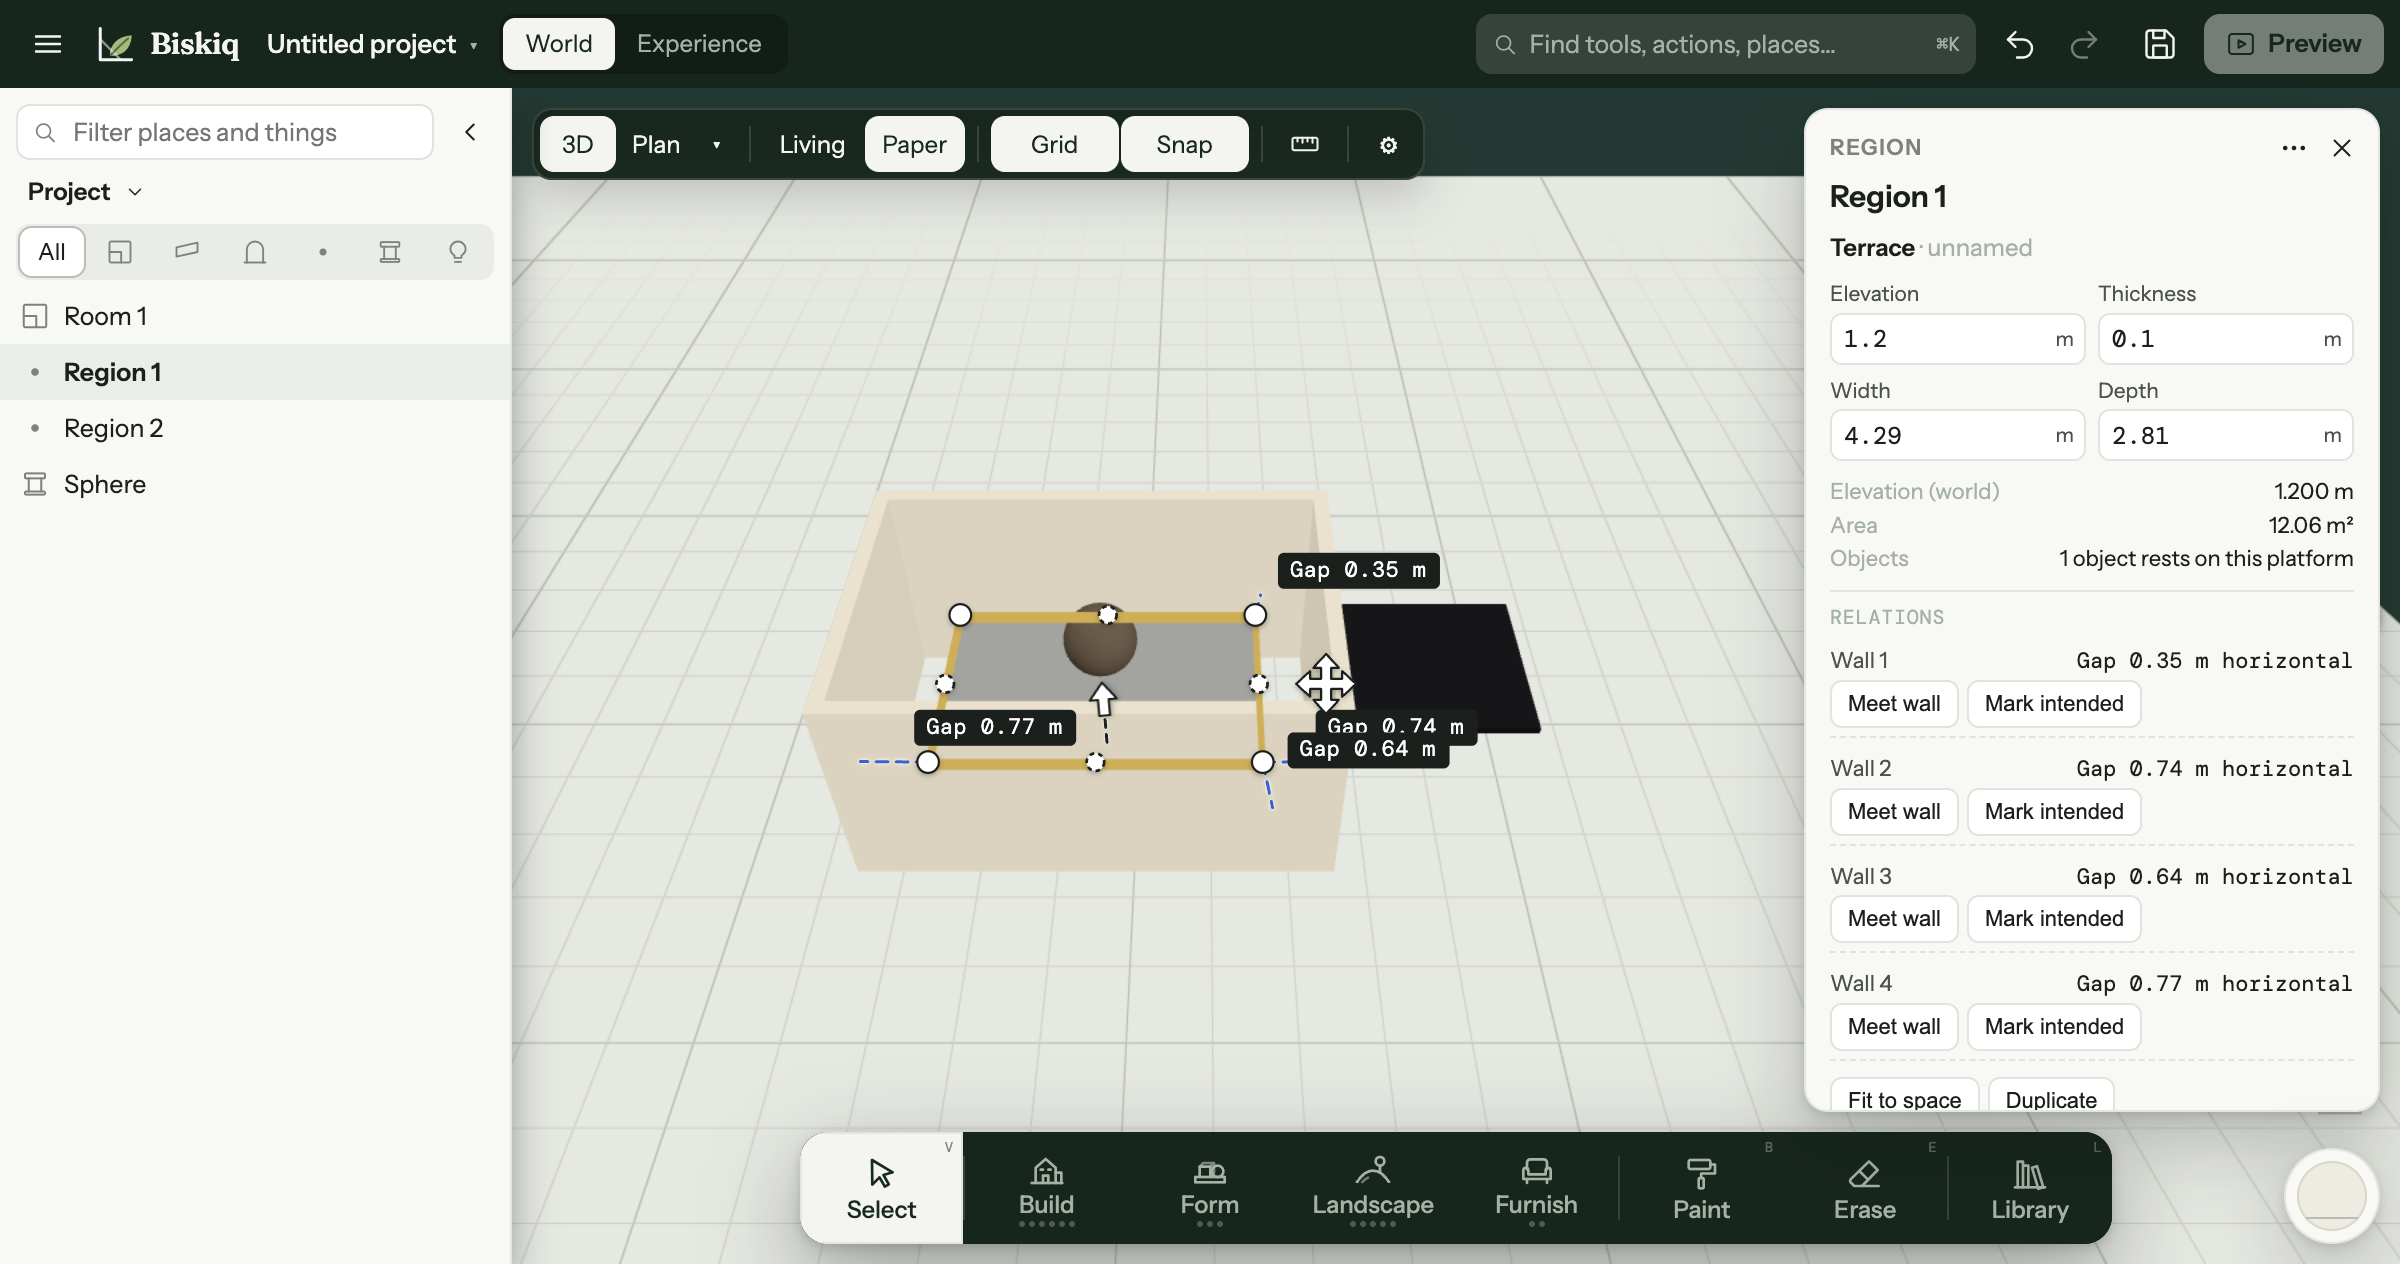 Biskiq
Untitled project
World
Experience
Find tools, actions, places...
⌘K
Preview
Filter places and things
Project
All
Room 1
Region 1
Region 2
Sphere
3D
Plan
Living
Paper
Grid
Snap
Gap 0.35 m
Gap 0.77 m
Gap 0.74 m
Gap 0.64 m
REGION
Region 1
Terrace · unnamed
Elevation
Thickness
1.2 m
0.1 m
Width
Depth
4.29 m
2.81 m
Elevation (world) 1.200 m
Area 12.06 m²
Objects 1 object rests on this platform
RELATIONS
Wall 1 Gap 0.35 m horizontal
Meet wall Mark intended
Wall 2 Gap 0.74 m horizontal
Meet wall Mark intended
Wall 3 Gap 0.64 m horizontal
Meet wall Mark intended
Wall 4 Gap 0.77 m horizontal
Meet wall Mark intended
Fit to space Duplicate
V
Select
Build
Form
Landscape
Furnish
B
Paint
E
Erase
L
Library